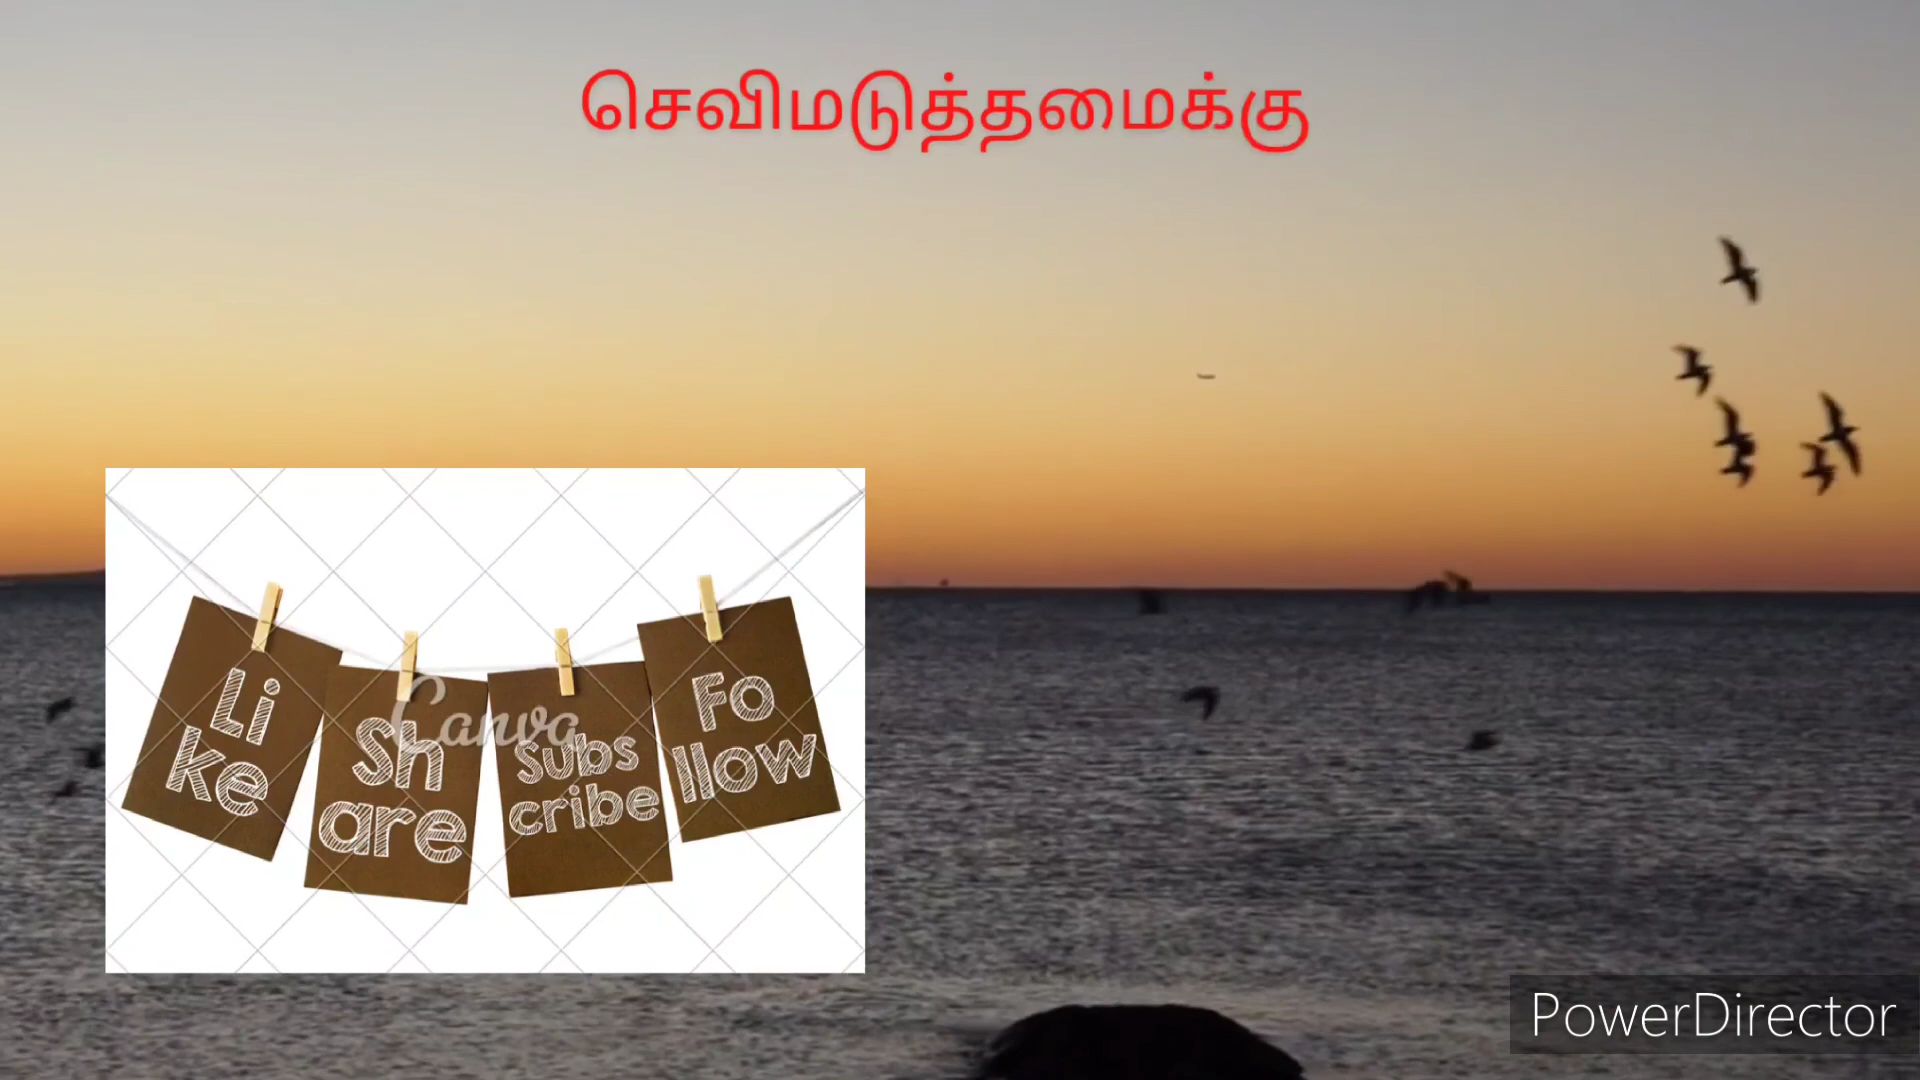 செவிமடுத்தமைக்கு
Li
ke
Sh
are
Subs
cribe
Fo
llow
Canva
PowerDirector